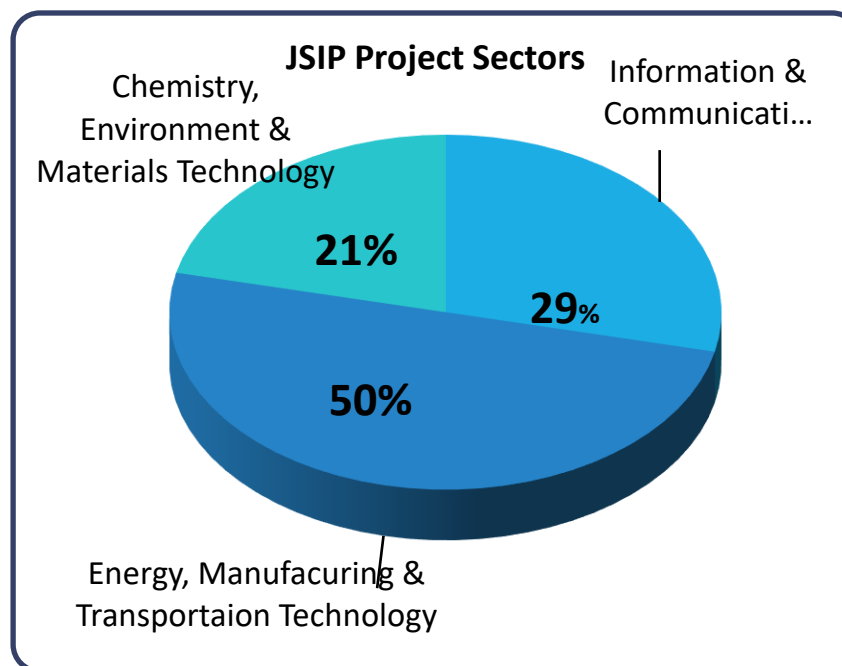 JSIP Project Sectors
Information &
Communicati...
Chemistry,
Environment &
Materials Technology
21%
29%
50%
Energy, Manufacuring &
Transportaion Technology